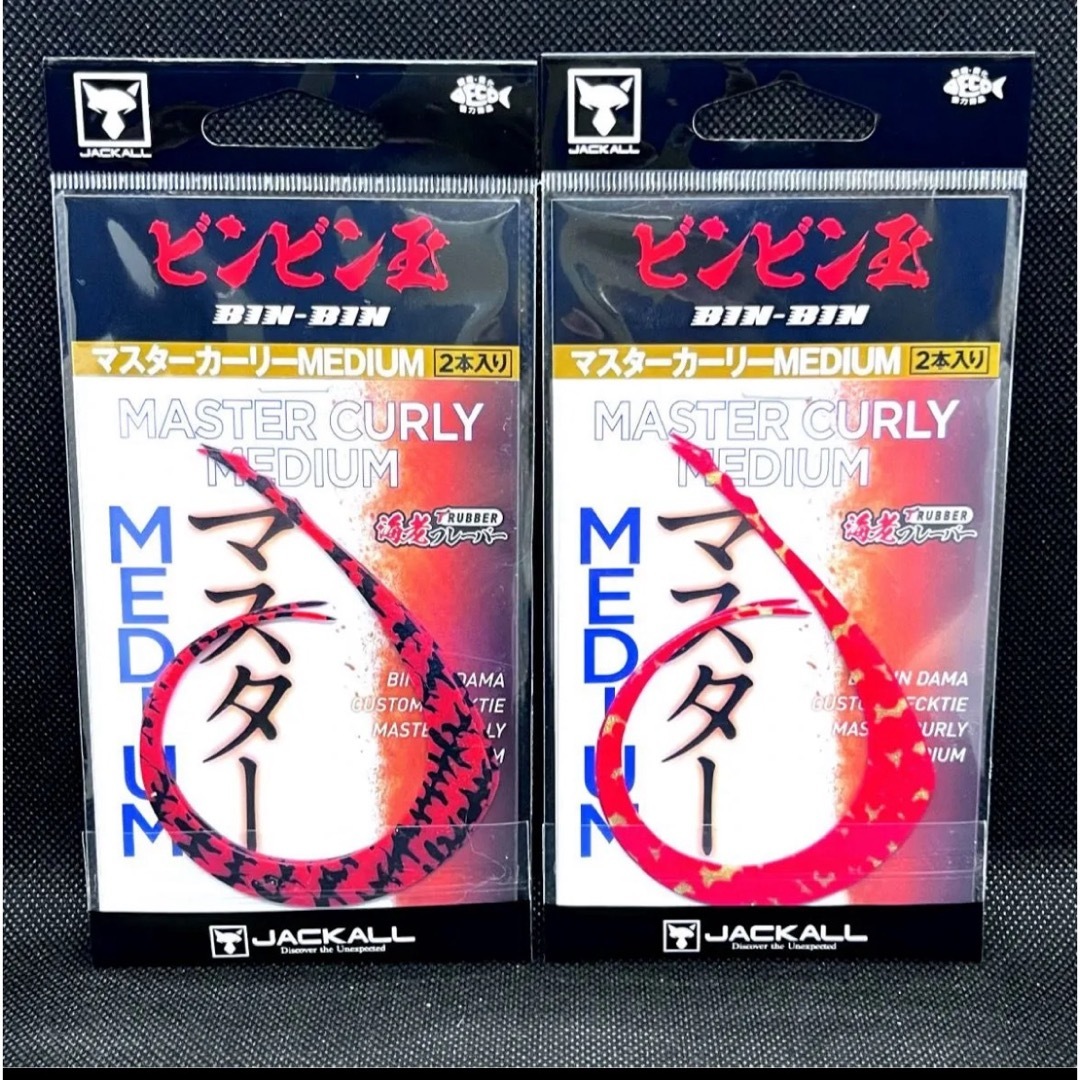 JACKALL
ECO
ビンビン玉
BIN-BIN
マスターカーリーMEDIUM 2本入り
MASTER CURLY
MEDIUM
T RUBBER
海老フレーバー
MEDIUM
マスター
JACKALL
Discover the Unexpected
JACKALL
ビンビン玉
BIN-BIN
マスターカーリーMEDIUM 2本入り
MASTER CURLY
MEDIUM
T RUBBER
海老フレーバー
MEDIUM
マスター
DAMA
CUSTOM
JACKALL
Discover the Unexpected